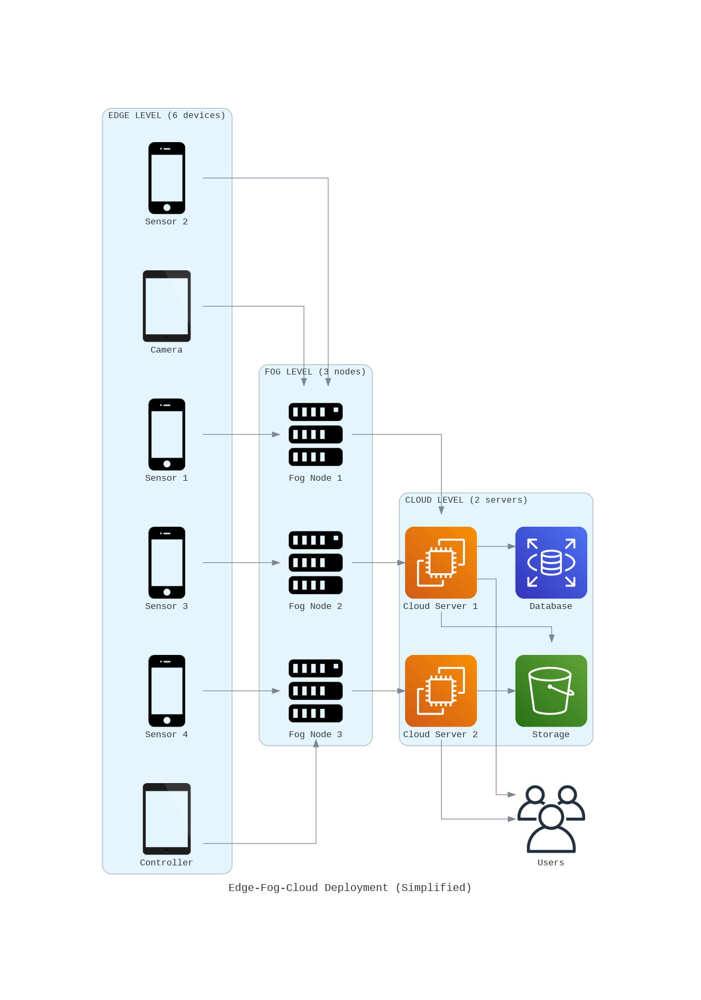 EDGE LEVEL (6 devices)
Sensor 2
Camera
FOG LEVEL (3 nodes)
Sensor 1
Fog Node 1
CLOUD LEVEL (2 servers)
Sensor 3
Fog Node 2
Cloud Server 1
Database
Sensor 4
Fog Node 3
Cloud Server 2
Storage
Controller
Users
Edge-Fog-Cloud Deployment (Simplified)